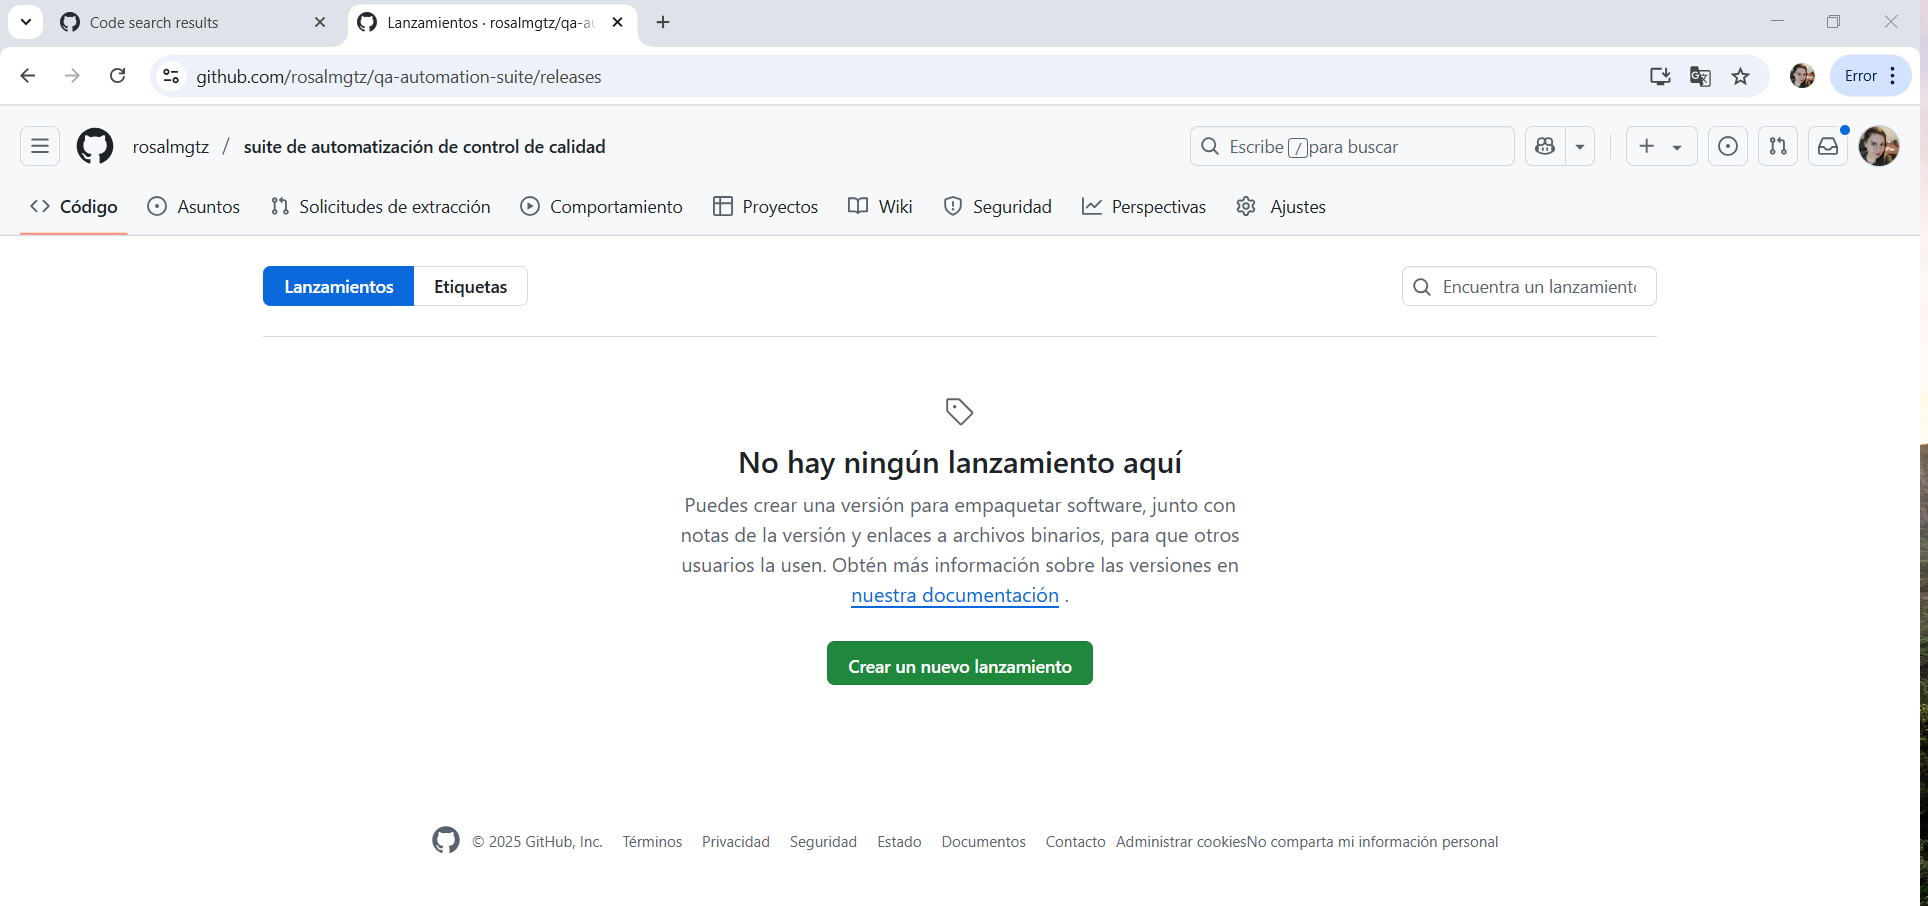 Code search results
Lanzamientos · rosalmgtz/qa-au
github.com/rosalmgtz/qa-automation-suite/releases
Error
rosalmgtz / suite de automatización de control de calidad
Escribe / para buscar
Código Asuntos Solicitudes de extracción Comportamiento Proyectos Wiki Seguridad Perspectivas Ajustes
Lanzamientos Etiquetas
Encuentra un lanzamient
No hay ningún lanzamiento aquí
Puedes crear una versión para empaquetar software, junto con
notas de la versión y enlaces a archivos binarios, para que otros
usuarios la usen. Obtén más información sobre las versiones en
nuestra documentación .
Crear un nuevo lanzamiento
© 2025 GitHub, Inc. Términos Privacidad Seguridad Estado Documentos Contacto Administrar cookiesNo comparta mi información personal